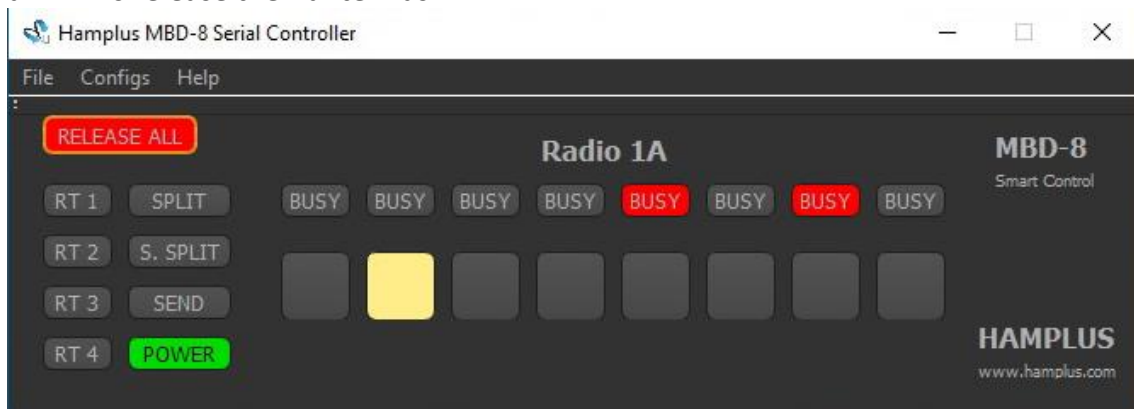 Hamplus MBD-8 Serial Controller
File Configs Help
RELEASE ALL
Radio 1A
MBD-8
Smart Control
RT 1 SPLIT BUSY BUSY BUSY BUSY BUSY BUSY BUSY BUSY
RT 2 S. SPLIT
RT 3 SEND
RT 4 POWER
HAMPLUS
www.hamplus.com